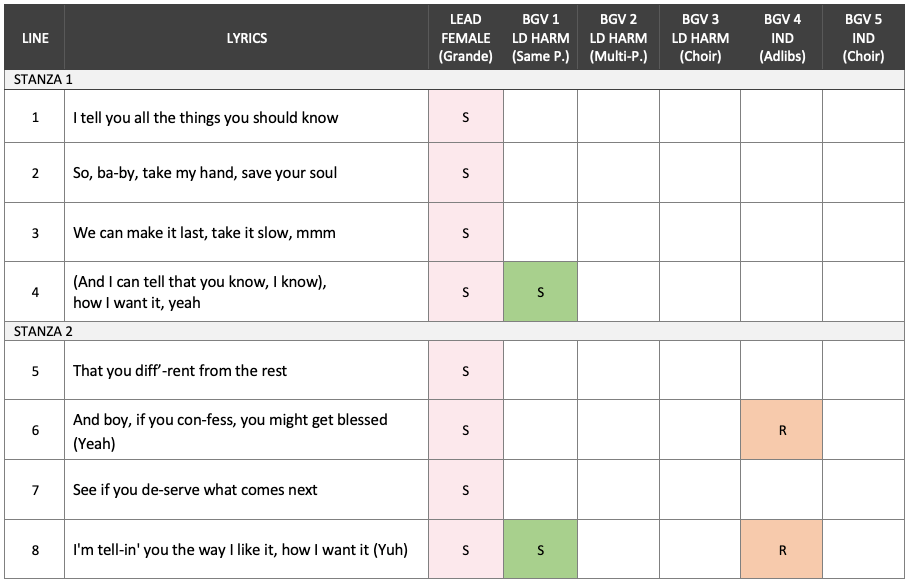 LINE LYRICS LEAD FEMALE (Grande) BGV 1 LD HARM (Same P.) BGV 2 LD HARM (Multi-P.) BGV 3 LD HARM (Choir) BGV 4 IND (Adlibs) BGV 5 IND (Choir)
STANZA 1
1 I tell you all the things you should know S
2 So, ba-by, take my hand, save your soul S
3 We can make it last, take it slow, mmm S
4 (And I can tell that you know, I know),
how I want it, yeah S S
STANZA 2
5 That you diff’-rent from the rest S
6 And boy, if you con-fess, you might get blessed
(Yeah) S R
7 See if you de-serve what comes next S
8 I'm tell-in' you the way I like it, how I want it (Yuh) S S R